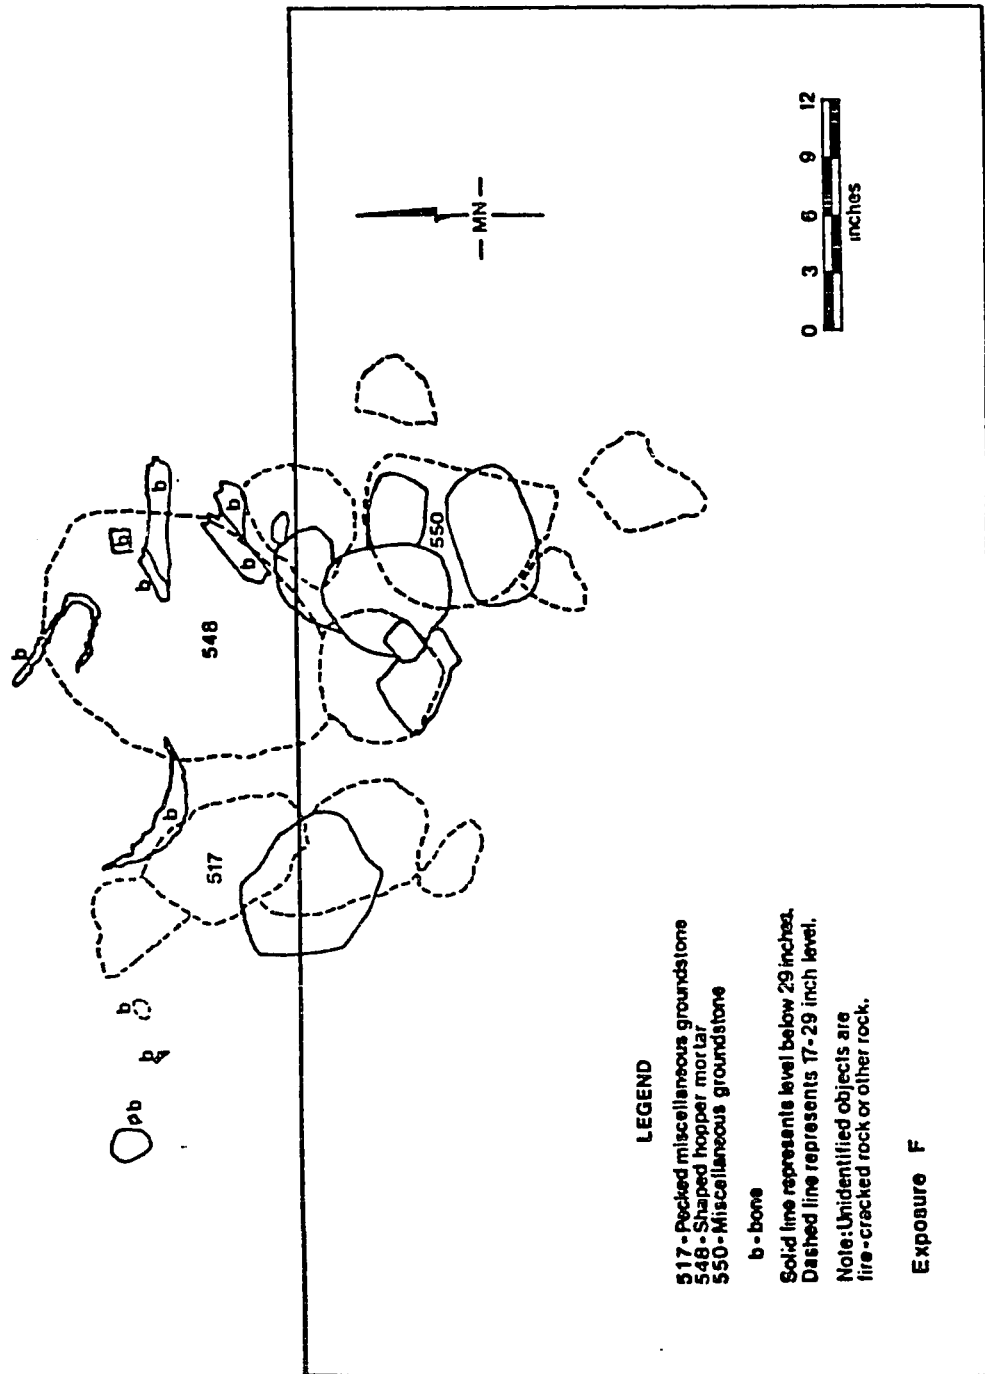 b
b
b
b
b
b
548
b
517
b
b
b
550
MN
0 3 6 9 12
inches
LEGEND
517-Pecked miscellaneous groundstone
548-Shaped hopper mortar
550-Miscellaneous groundstone
b-bone
Solid line represents level below 29 inches.
Dashed line represents 17-29 inch level.
Note:Unidentified objects are
fire-cracked rock or other rock.
Exposure F